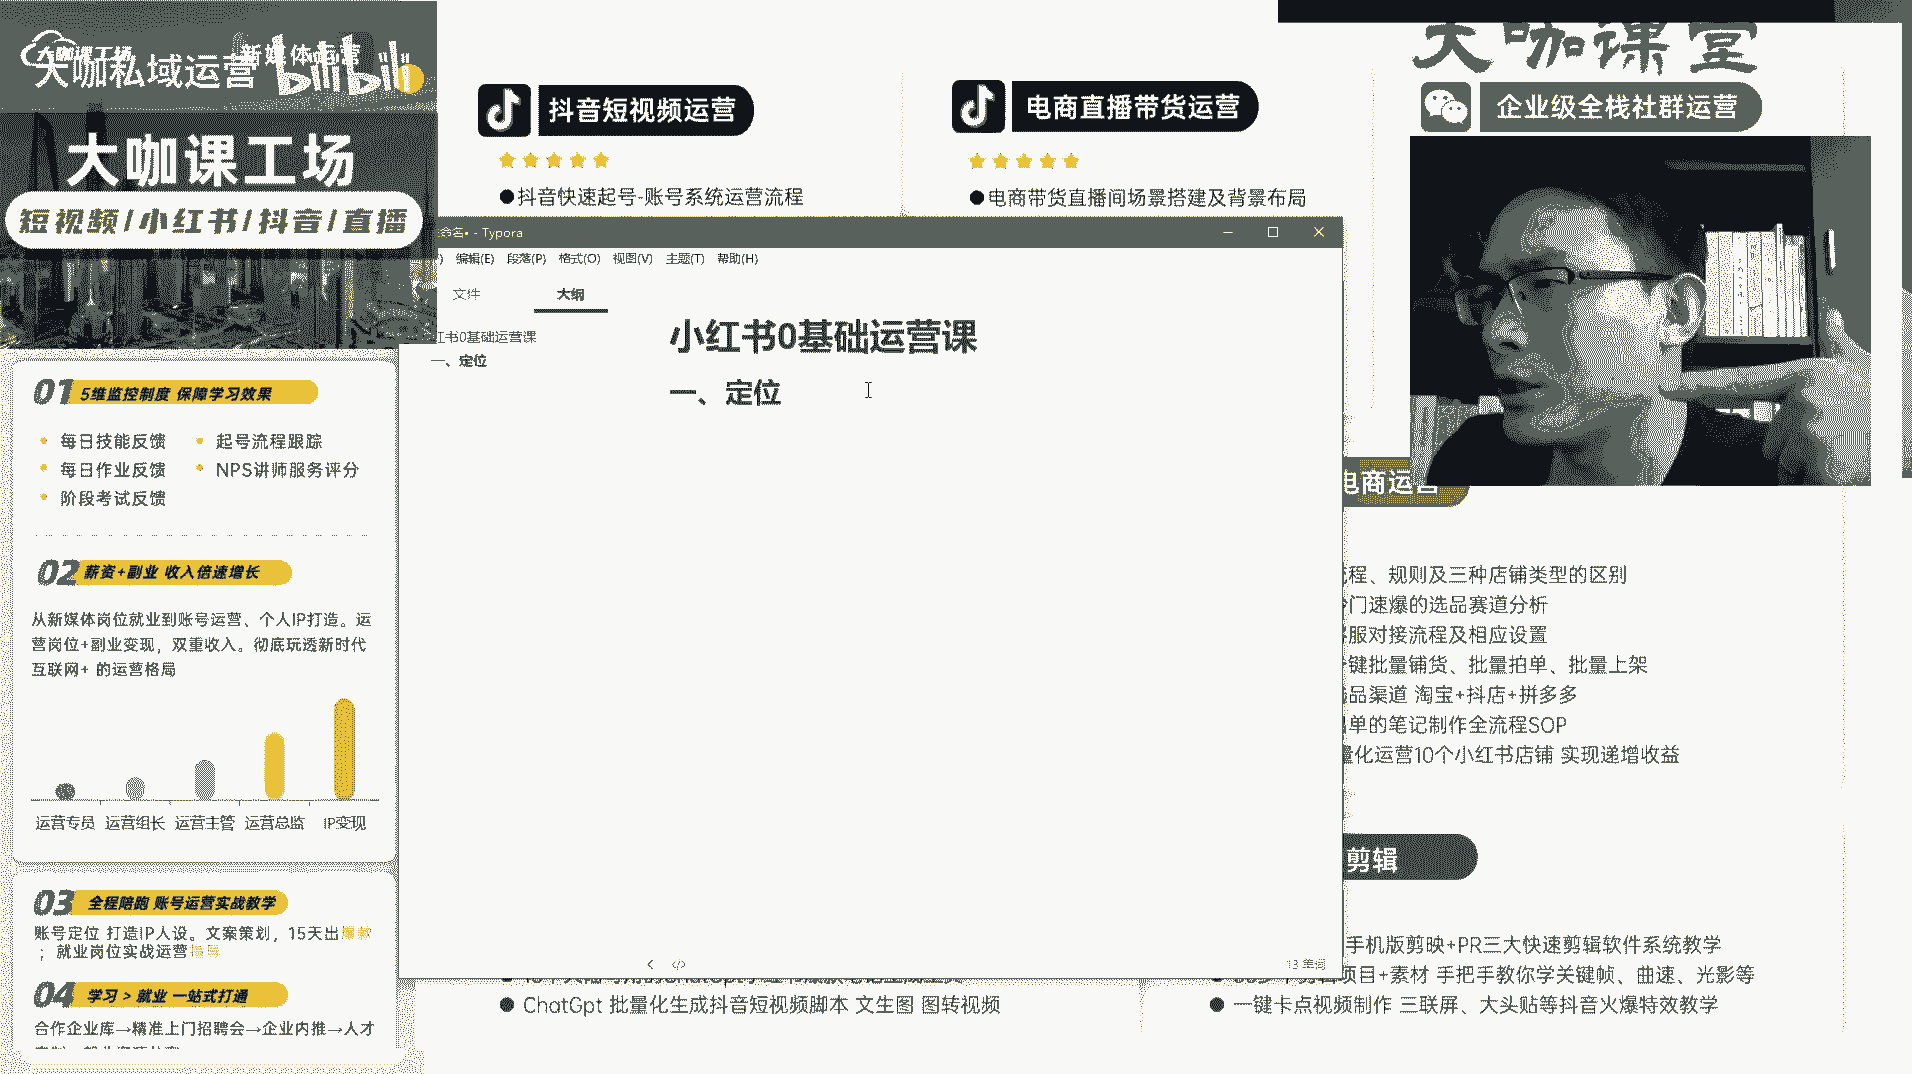 大咖课工场
新媒体运营
大咖私域运营
bilibili
大咖课工场
短视频/小红书/抖音/直播
01 5维监控制度 保障学习效果
每日技能反馈
起号流程跟踪
每日作业反馈
NPS讲师服务评分
阶段考试反馈
02 薪资+副业 收入倍速增长
从新媒体岗位就业到账号运营、个人IP打造。运
营岗位+副业变现，双重收入。彻底玩透新时代
互联网+ 的运营格局
运营专员 运营组长 运营主管 运营总监 IP变现
03 全程陪跑 账号运营实战教学
账号定位 打造IP人设。文案策划，15天出爆款
；就业岗位实战运营
04 学习 > 就业 一站式打通
合作企业库→精准上门招聘会→企业内推→人才
抖音短视频运营
●抖音快速起号-账号系统运营流程
电商直播带货运营
●电商带货直播间场景搭建及背景布局
大咖课堂
企业级全栈社群运营
命名• - Typora
编辑(E) 段落(P) 格式(O) 视图(V) 主题(T) 帮助(H)
文件 大纲
红书0基础运营课
一、定位
小红书0基础运营课
一、定位
13 单词
电商运营
程、规则及三种店铺类型的区别
门速爆的选品赛道分析
服对接流程及相应设置
键批量铺货、批量拍单、批量上架
品渠道 淘宝+抖店+拼多多
单的笔记制作全流程SOP
量化运营10个小红书店铺 实现递增收益
剪辑
手机版剪映+PR三大快速剪辑软件系统教学
项目+素材 手把手教你学关键帧、曲速、光影等
●一键卡点视频制作 三联屏、大头贴等抖音火爆特效教学
●ChatGpt 批量化生成抖音短视频脚本 文生图 图转视频